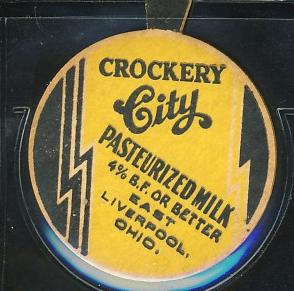 CROCKERY
City
PASTEURIZED MILK
4% B.F. OR BETTER
EAST
LIVERPOOL,
OHIO.